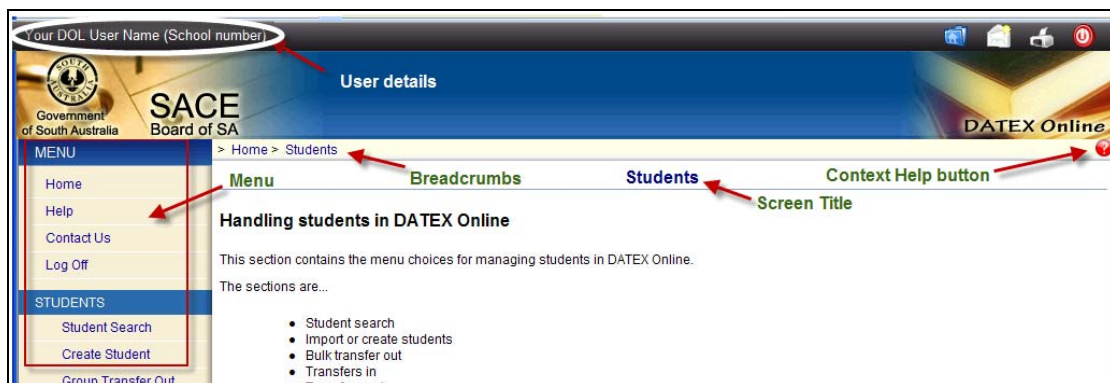 Your DOL User Name (School number)
User details
SOUTH
AUSTRALIA
Government
of South Australia
SACE
Board of SA
DATEX Online
MENU
> Home > Students
?
Home
Menu
Breadcrumbs
Students
Context Help button
Screen Title
Help
Handling students in DATEX Online
Contact Us
Log Off
This section contains the menu choices for managing students in DATEX Online.
The sections are...
STUDENTS
Student Search
• Student search
• Import or create students
Create Student
• Bulk transfer out
• Transfers in
Group Transfer Out